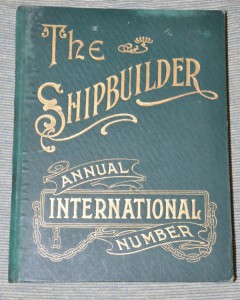 The
SHIPBUILDER
ANNUAL
INTERNATIONAL
NUMBER